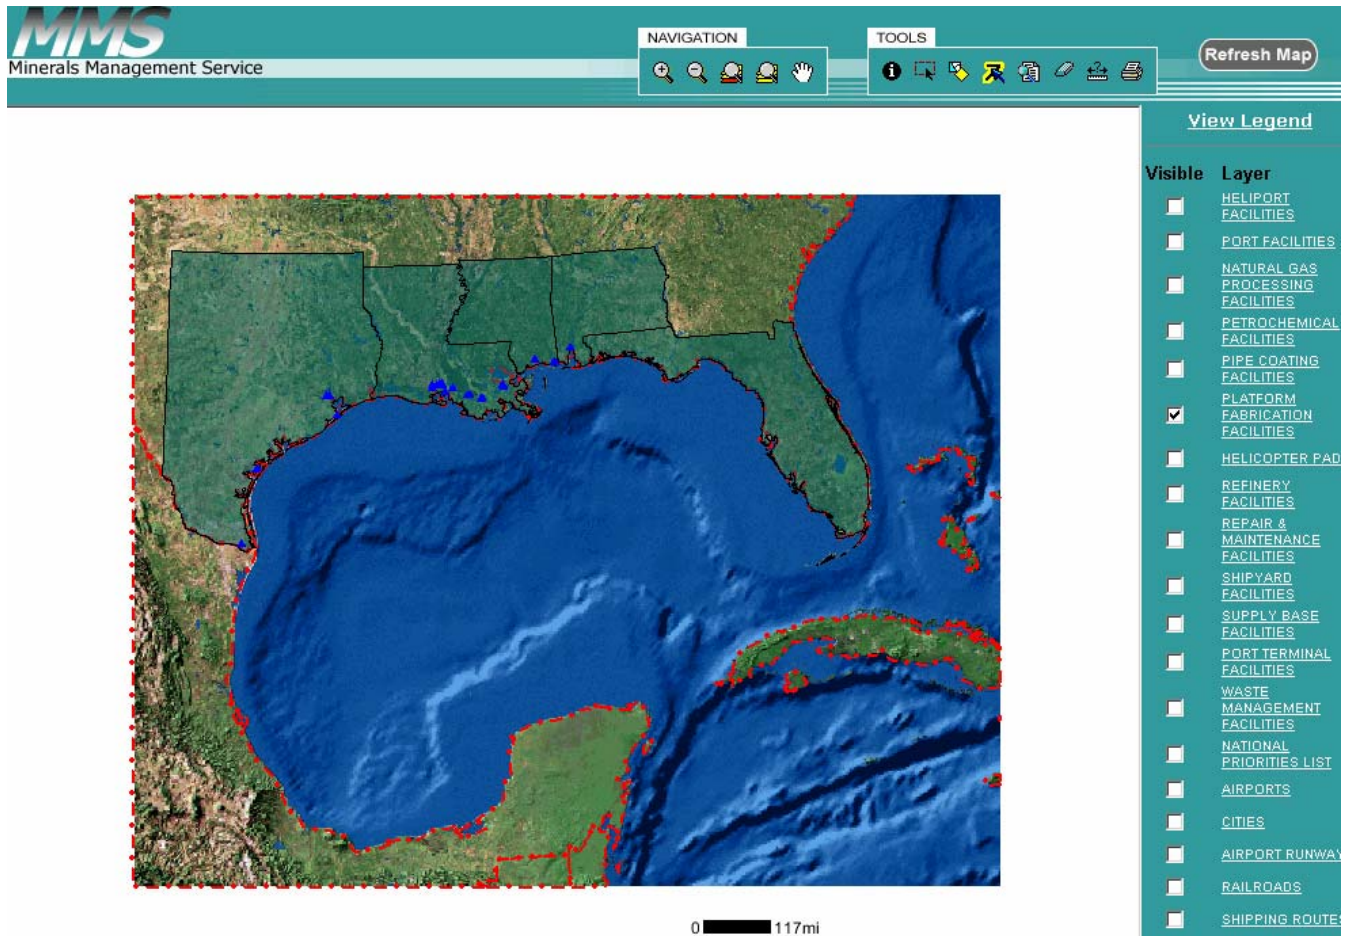 MMS
Minerals Management Service
NAVIGATION
TOOLS
Refresh Map
View Legend
Visible Layer
HELIPORT
FACILITIES
PORT FACILITIES
NATURAL GAS
PROCESSING
FACILITIES
PETROCHEMICAL
FACILITIES
PIPE COATING
FACILITIES
PLATFORM
FABRICATION
FACILITIES
HELICOPTER PAD
REFINERY
FACILITIES
REPAIR &
MAINTENANCE
FACILITIES
SHIPYARD
FACILITIES
SUPPLY BASE
FACILITIES
PORT TERMINAL
FACILITIES
WASTE
MANAGEMENT
FACILITIES
NATIONAL
PRIORITIES LIST
AIRPORTS
CITIES
AIRPORT RUNWAY
RAILROADS
SHIPPING ROUTES
0 117mi